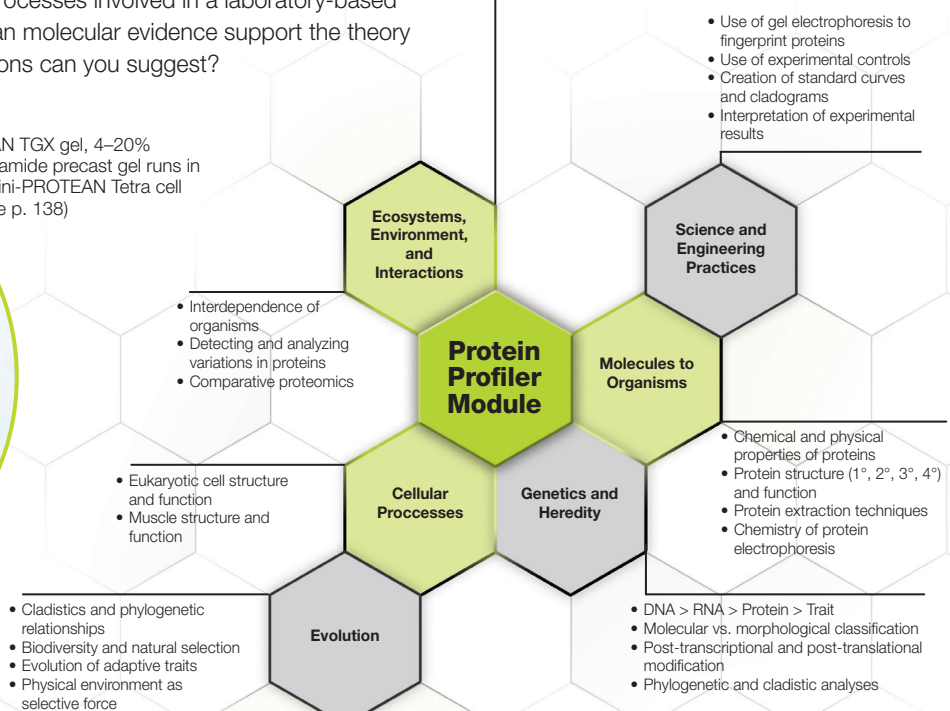 rocesses involved in a laboratory-based
an molecular evidence support the theory
ons can you suggest?
AN TGX gel, 4–20%
amide precast gel runs in
ini-PROTEAN Tetra cell
e p. 138)
• Use of gel electrophoresis to
fingerprint proteins
• Use of experimental controls
• Creation of standard curves
and cladograms
• Interpretation of experimental
results
Ecosystems,
Environment,
and
Interactions
Science and
Engineering
Practices
• Interdependence of
organisms
• Detecting and analyzing
variations in proteins
• Comparative proteomics
Protein
Profiler
Module
Molecules to
Organisms
• Chemical and physical
properties of proteins
• Protein structure (1°, 2°, 3°, 4°)
and function
• Protein extraction techniques
• Chemistry of protein
electrophoresis
• Eukaryotic cell structure
and function
• Muscle structure and
function
Cellular
Proccesses
Genetics and
Heredity
• Cladistics and phylogenetic
relationships
• Biodiversity and natural selection
• Evolution of adaptive traits
• Physical environment as
selective force
Evolution
• DNA > RNA > Protein > Trait
• Molecular vs. morphological classification
• Post-transcriptional and post-translational
modification
• Phylogenetic and cladistic analyses